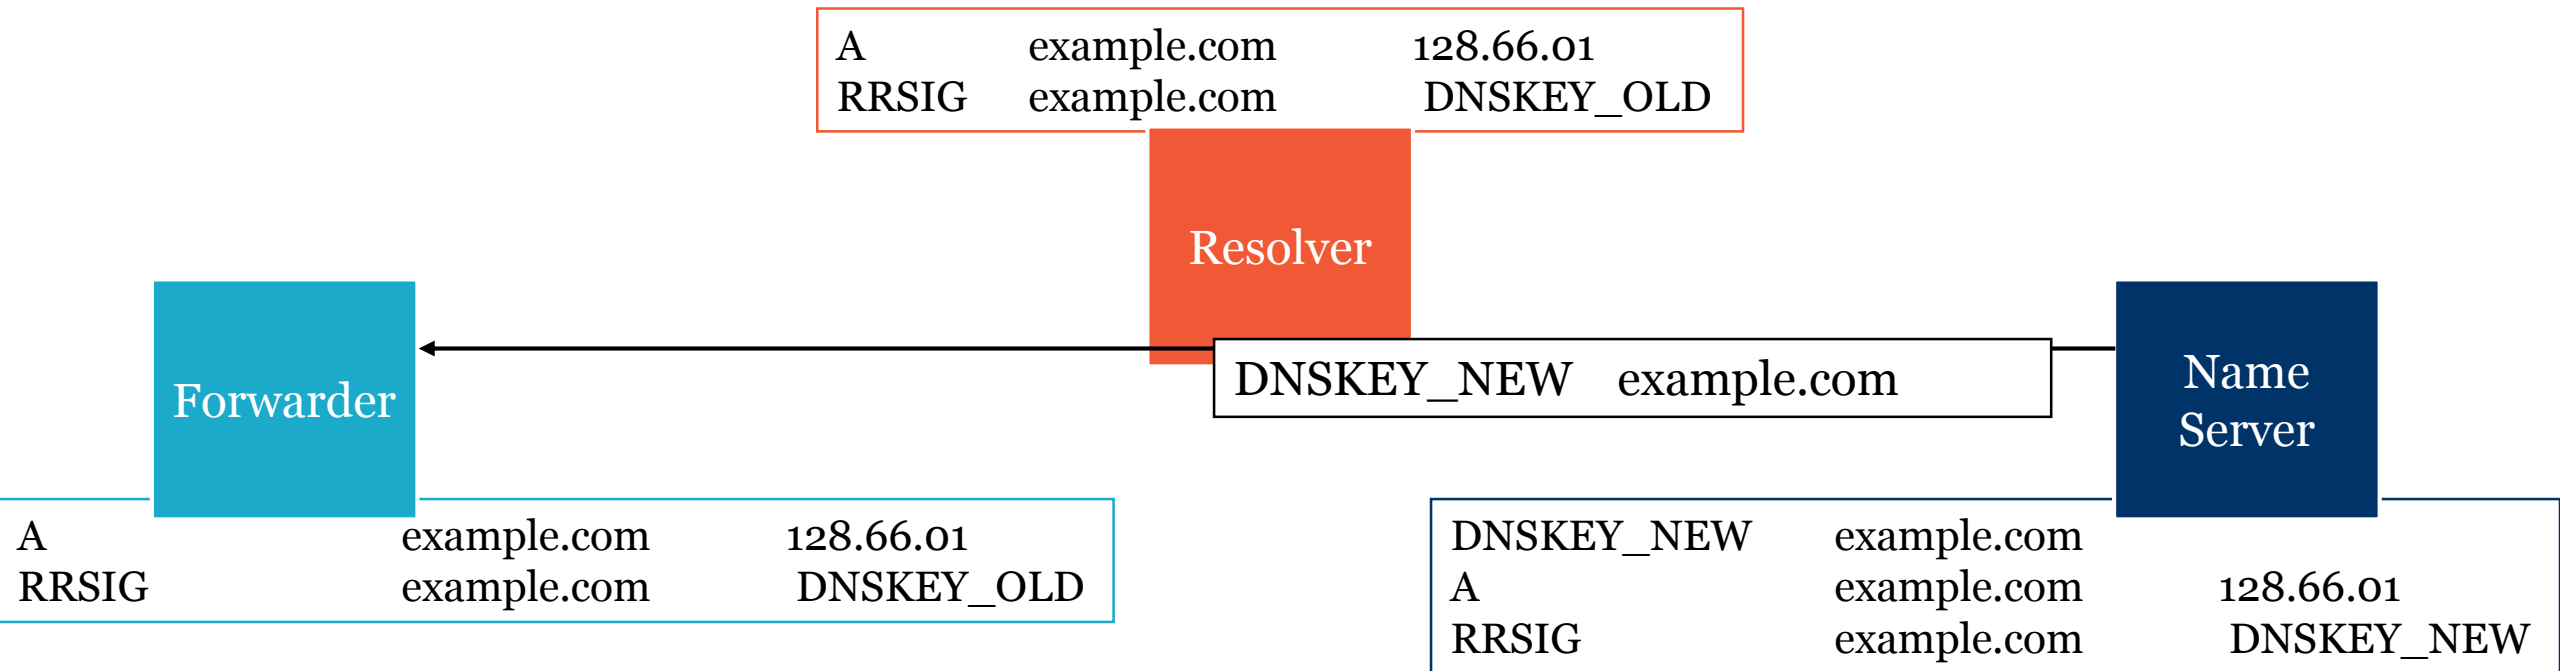 A example.com 128.66.01
RRSIG example.com DNSKEY_OLD
Resolver
DNSKEY_NEW example.com
Forwarder
Name
Server
A example.com 128.66.01
RRSIG example.com DNSKEY_OLD
DNSKEY_NEW example.com
A example.com 128.66.01
RRSIG example.com DNSKEY_NEW